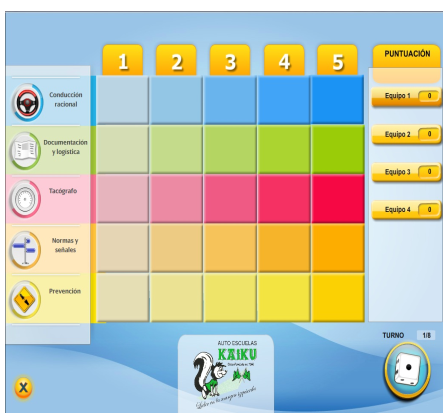 1 2 3 4 5
PUNTUACIÓN
Conducción
racional
Equipo 1 0
Documentación
y logística
Equipo 2 0
Tacógrafo
Equipo 3 0
Equipo 4 0
Normas y
señales
Prevención
TURNO 1/8
AUTO ESCUELAS
KAIKU
X